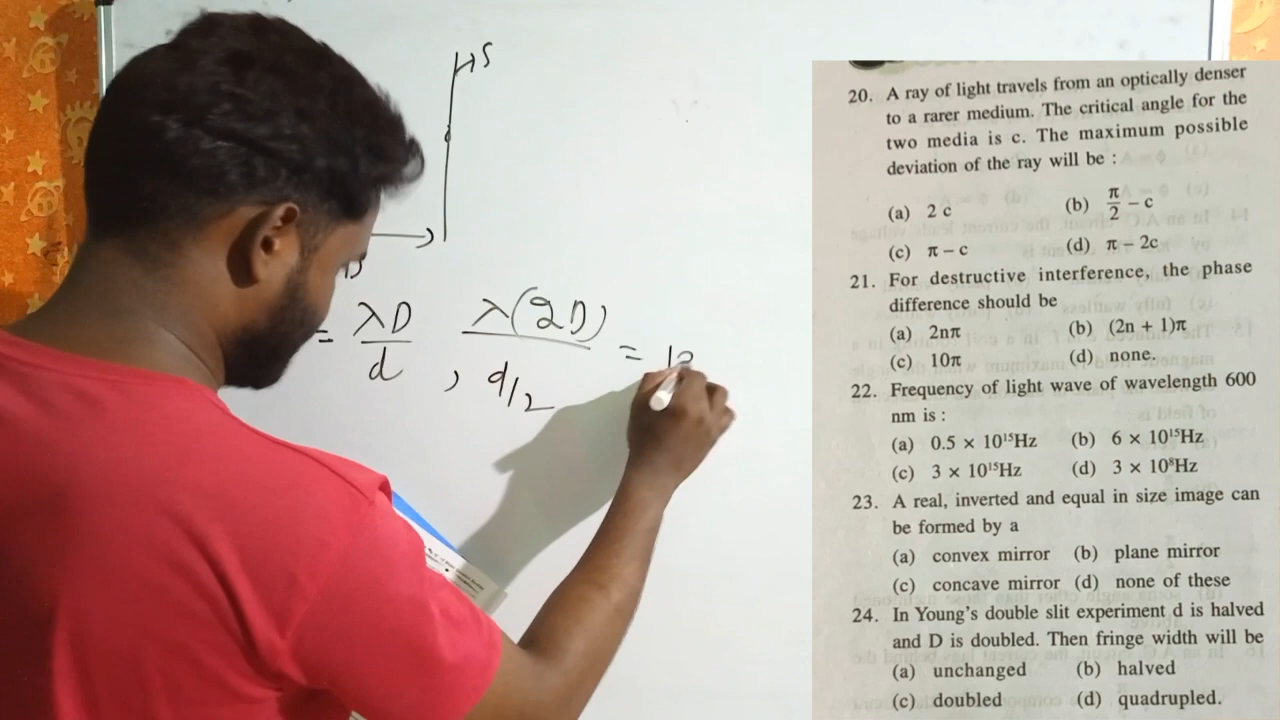 S
D
= λD/d , λ(2D)/d/2 = 12
20. A ray of light travels from an optically denser
to a rarer medium. The critical angle for the
two media is c. The maximum possible
deviation of the ray will be :
(a) 2 c (b) π/2 – c
(c) π – c (d) π – 2c
21. For destructive interference, the phase
difference should be
(a) 2nπ (b) (2n + 1)π
(c) 10π (d) none.
22. Frequency of light wave of wavelength 600
nm is :
(a) 0.5 × 10¹⁵Hz (b) 6 × 10¹⁵Hz
(c) 3 × 10¹⁵Hz (d) 3 × 10⁸Hz
23. A real, inverted and equal in size image can
be formed by a
(a) convex mirror (b) plane mirror
(c) concave mirror (d) none of these
24. In Young's double slit experiment d is halved
and D is doubled. Then fringe width will be
(a) unchanged (b) halved
(c) doubled (d) quadrupled.